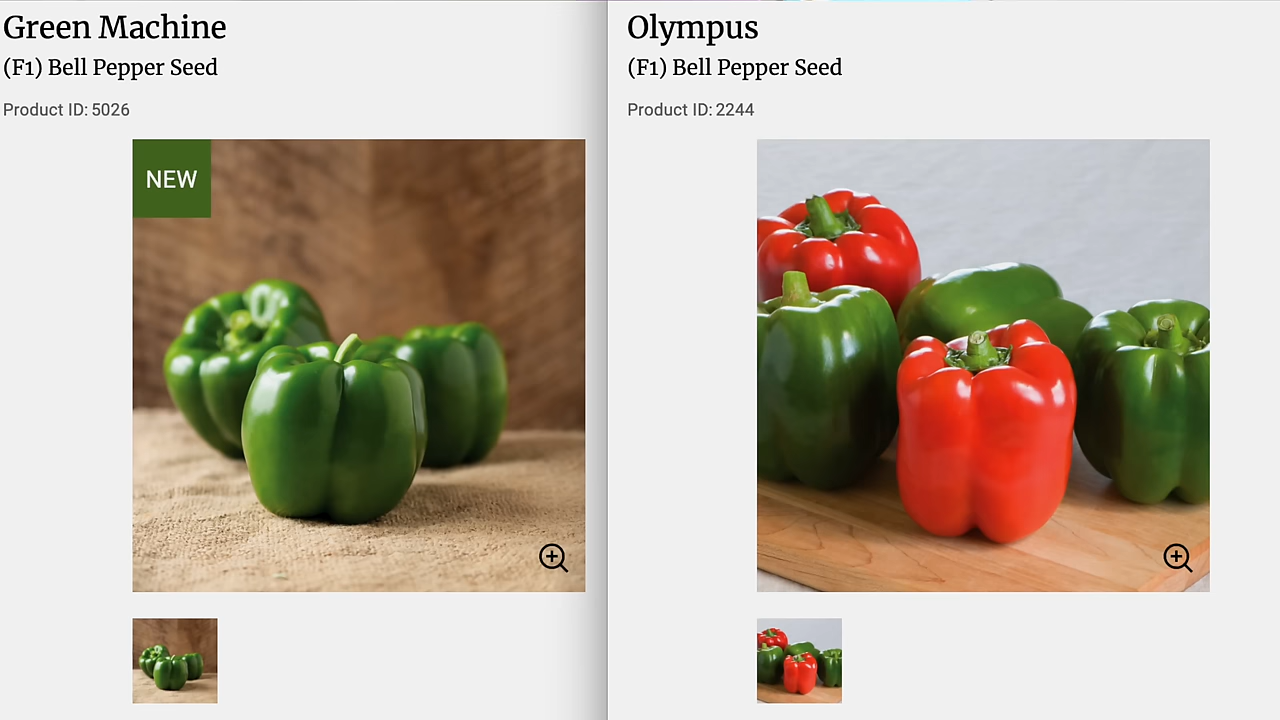 Green Machine
(F1) Bell Pepper Seed
Product ID: 5026
NEW
Olympus
(F1) Bell Pepper Seed
Product ID: 2244